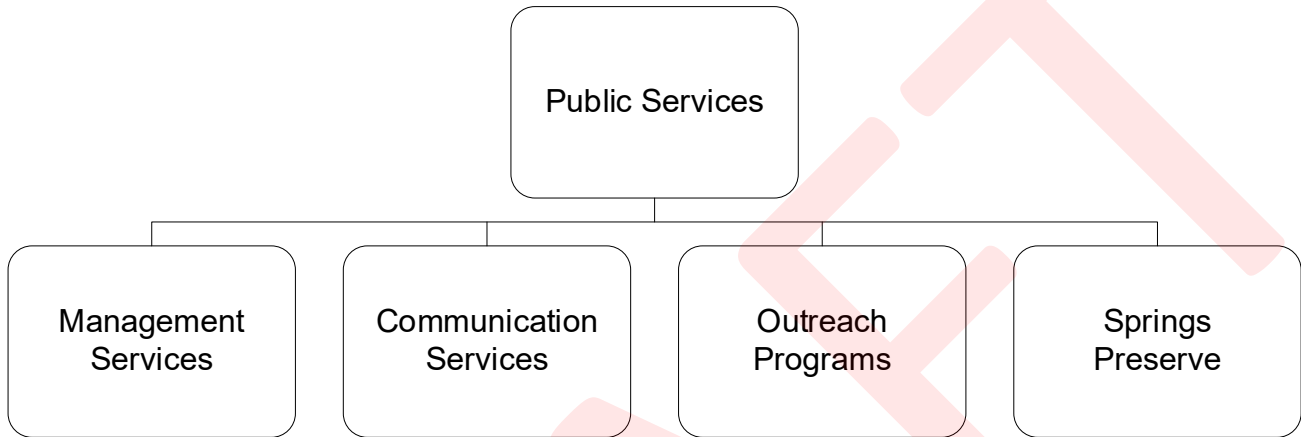 Public Services
Management
Services
Communication
Services
Outreach
Programs
Springs
Preserve